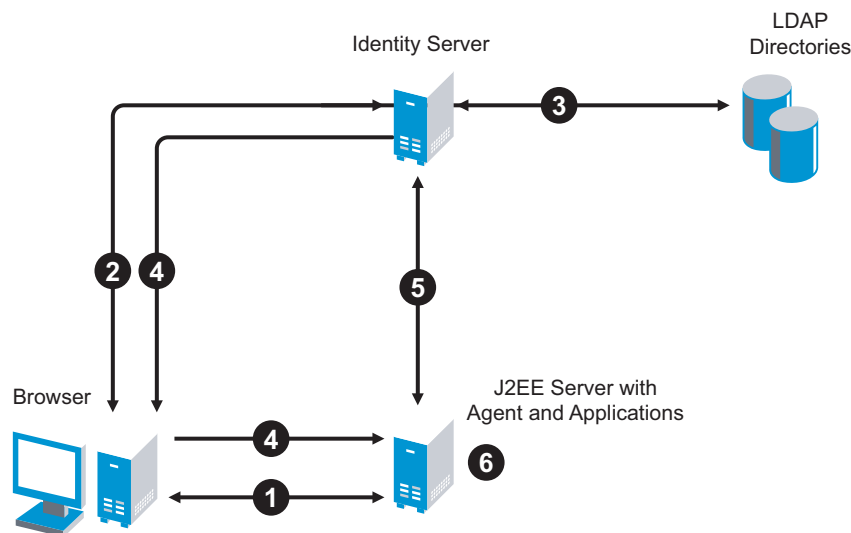 LDAP
Directories
Identity Server
3
2
4
5
Browser
J2EE Server with
Agent and Applications
4
6
1